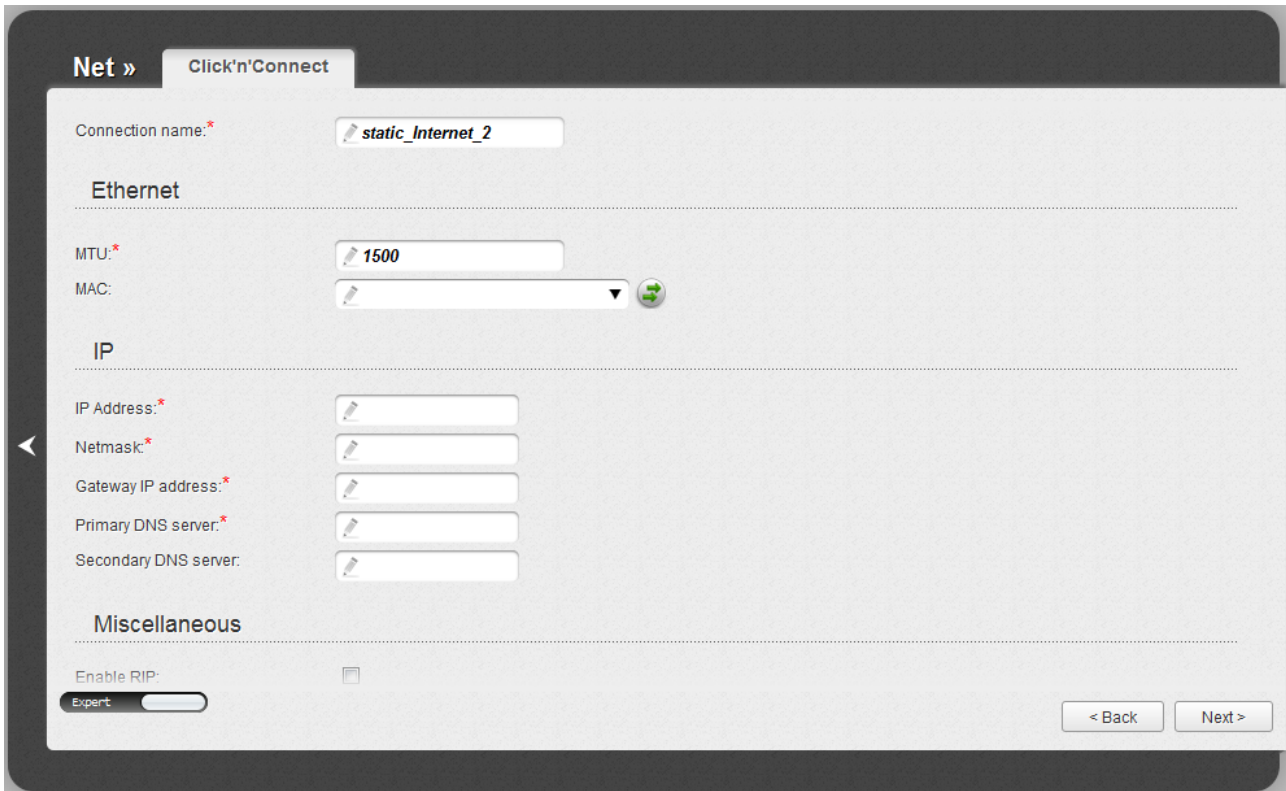 Net » Click'n'Connect
Connection name:* static_Internet_2
Ethernet
MTU:* 1500
MAC:
IP
IP Address:*
Netmask:*
Gateway IP address:*
Primary DNS server:*
Secondary DNS server:
Miscellaneous
Enable RIP:
Expert
< Back Next >